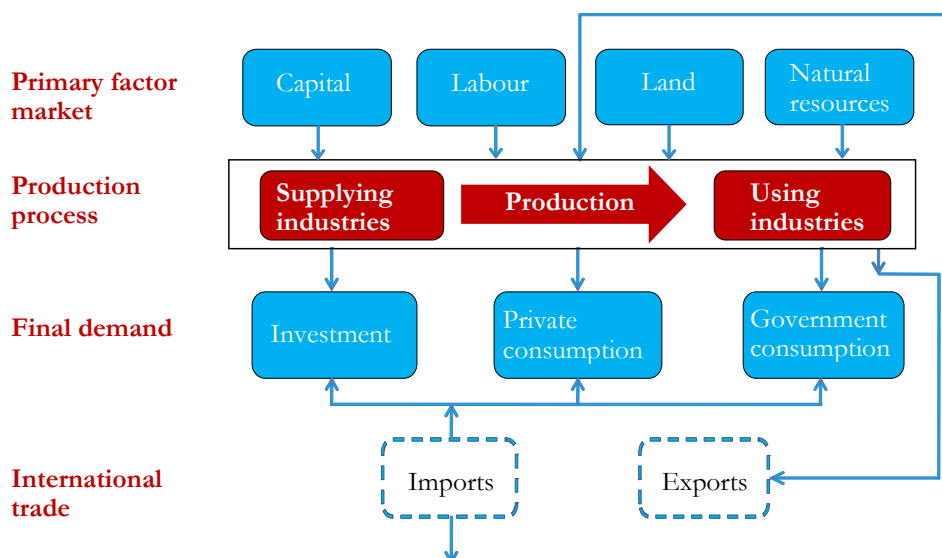 Primary factor
market
Capital
Labour
Land
Natural
resources
Production
process
Supplying
industries
Production
Using
industries
Final demand
Investment
Private
consumption
Government
consumption
International
trade
Imports
Exports